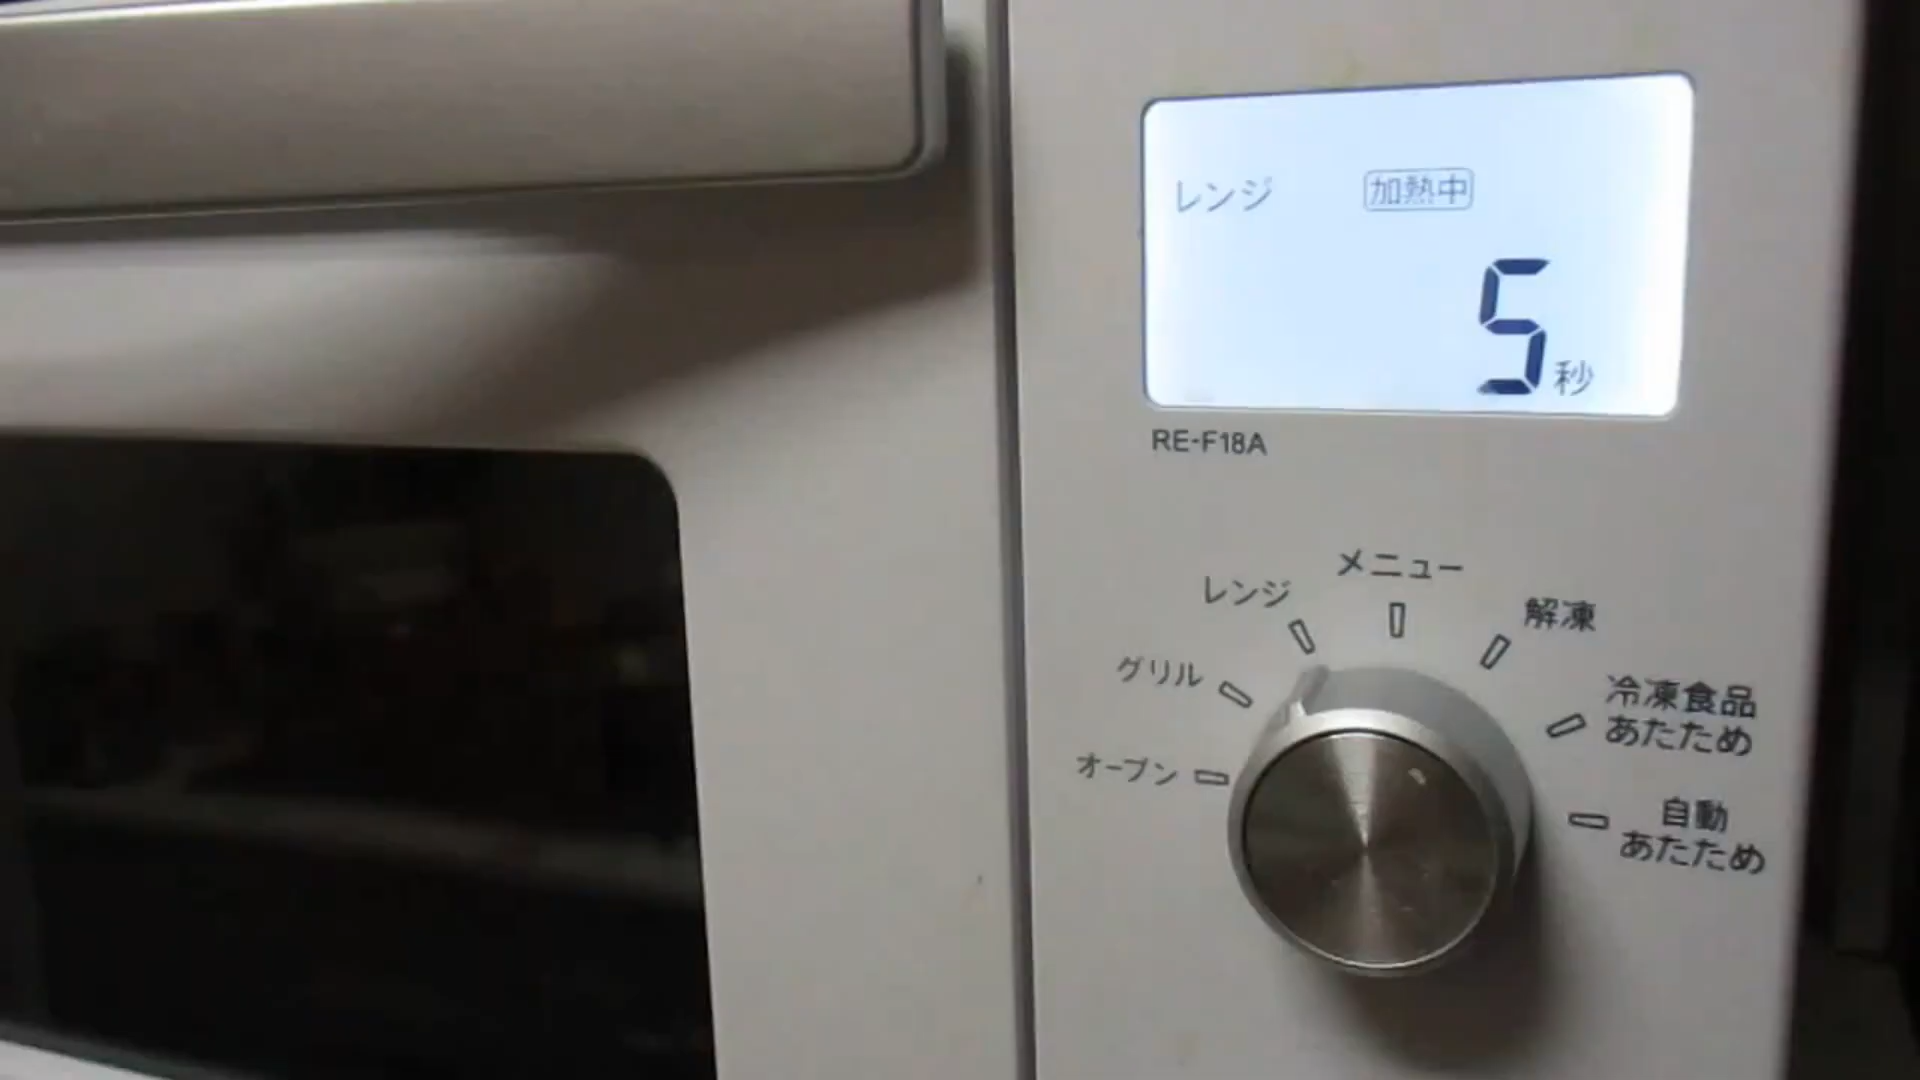 レンジ 加熱中
5秒
RE-F18A
メニュー
レンジ
解凍
グリル
冷凍食品
あたため
オーブン
自動
あたため